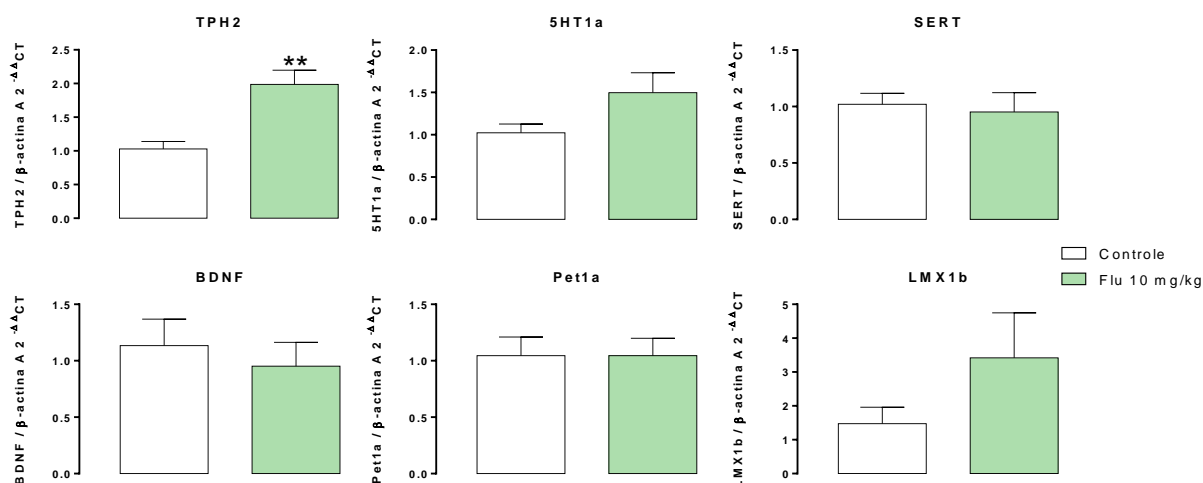 TPH2
TPH2 / β-actina A 2 -ΔΔCT
2.5
2.0
1.5
1.0
0.5
0.0
**
5HT1a
5HT1a / β-actina A 2 -ΔΔCT
2.0
1.5
1.0
0.5
0.0
SERT
SERT / β-actina A 2 -ΔΔCT
1.5
1.0
0.5
0.0
Controle
Flu 10 mg/kg
BDNF
BDNF / β-actina A 2 -ΔΔCT
1.5
1.0
0.5
0.0
Pet1a
Pet1a / β-actina A 2 -ΔΔCT
1.5
1.0
0.5
0.0
LMX1b
LMX1b / β-actina A 2 -ΔΔCT
5
4
3
2
1
0